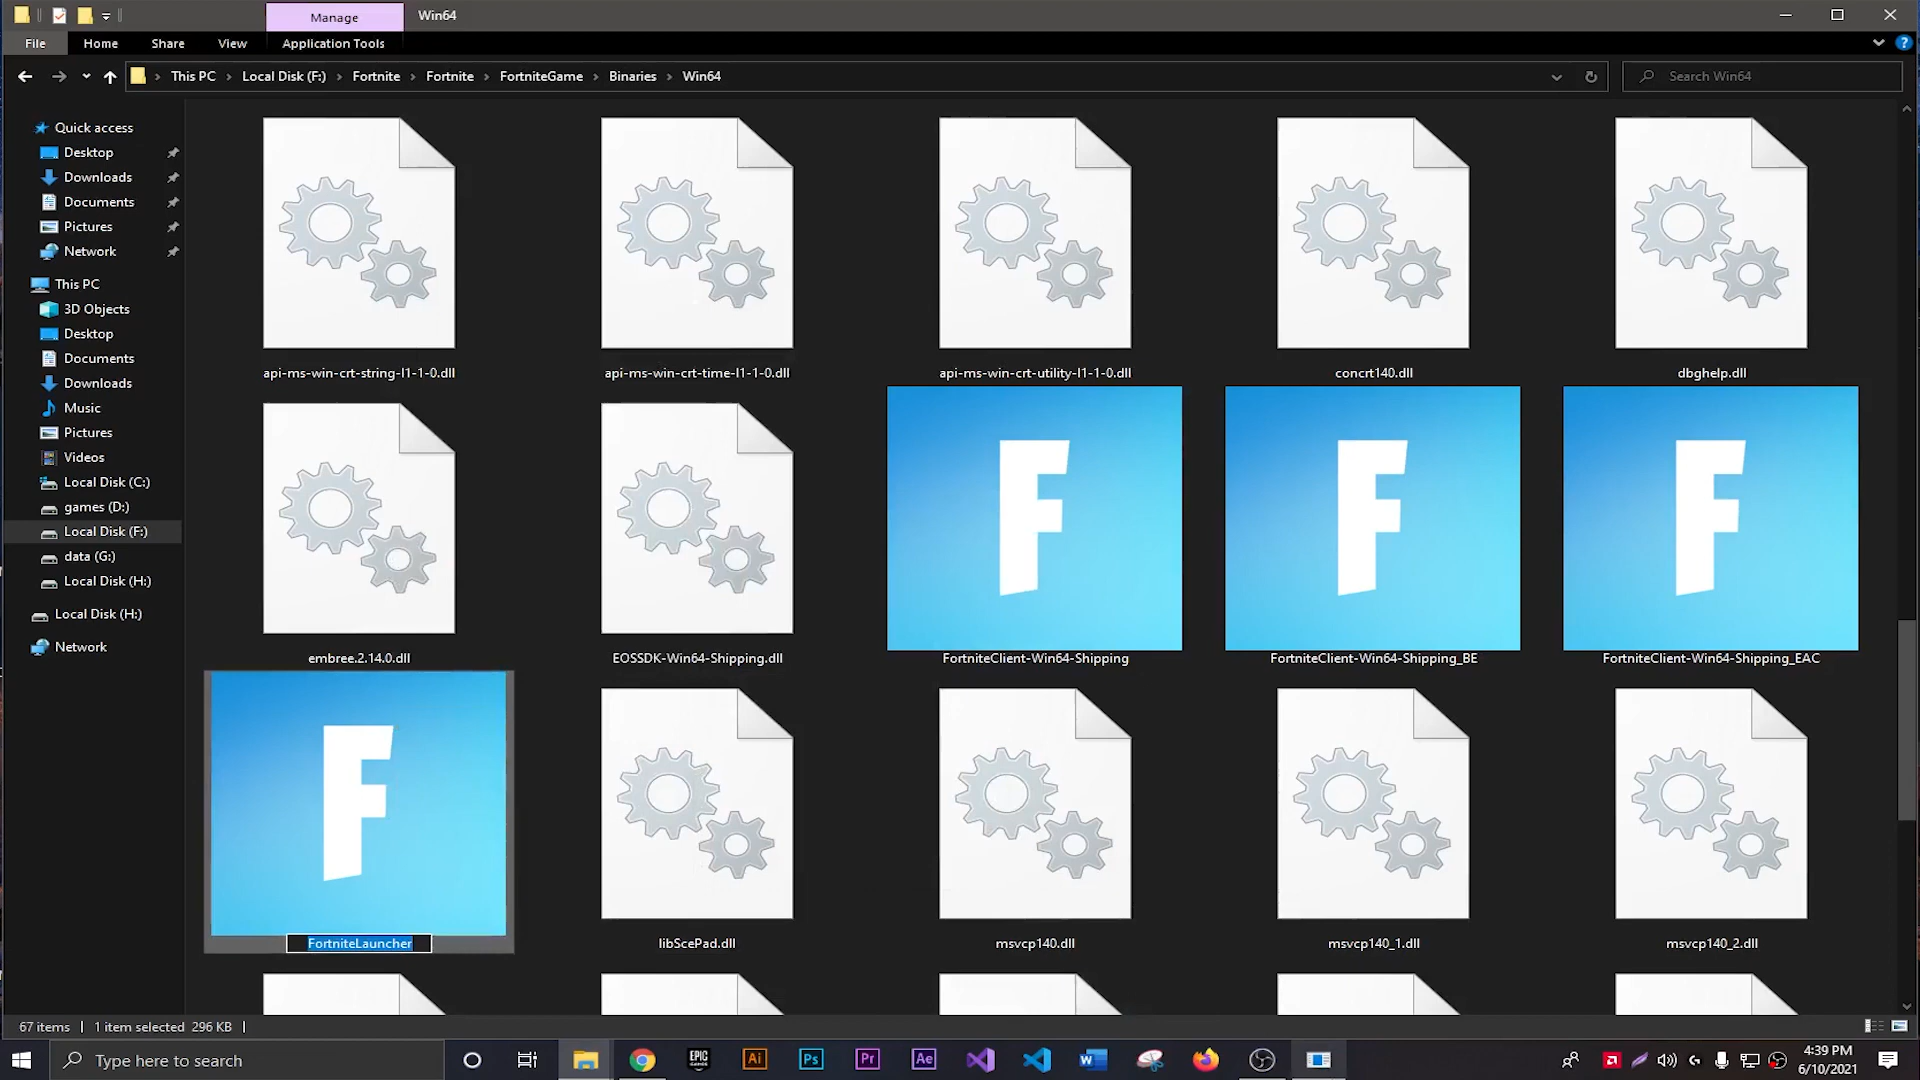 Manage
Win64
File
Home
Share
View
Application Tools
This PC
Local Disk (F:)
Fortnite
Fortnite
FortniteGame
Binaries
Win64
Search Win64
Quick access
Desktop
Downloads
Documents
Pictures
Network
This PC
3D Objects
Desktop
Documents
Downloads
Music
Pictures
Videos
Local Disk (C:)
games (D:)
Local Disk (F:)
data (G:)
Local Disk (H:)
Local Disk (H:)
Network
api-ms-win-crt-string-l1-1-0.dll
api-ms-win-crt-time-l1-1-0.dll
api-ms-win-crt-utility-l1-1-0.dll
concrt140.dll
dbghelp.dll
F
F
F
embree.2.14.0.dll
EOSSDK-Win64-Shipping.dll
FortniteClient-Win64-Shipping
FortniteClient-Win64-Shipping_BE
FortniteClient-Win64-Shipping_EAC
F
FortniteLauncher
libScePad.dll
msvcp140.dll
msvcp140_1.dll
msvcp140_2.dll
67 items
1 item selected 296 KB
Type here to search
EPIC
GAMES
Ai
Ps
Pr
Ae
4:39 PM
6/10/2021